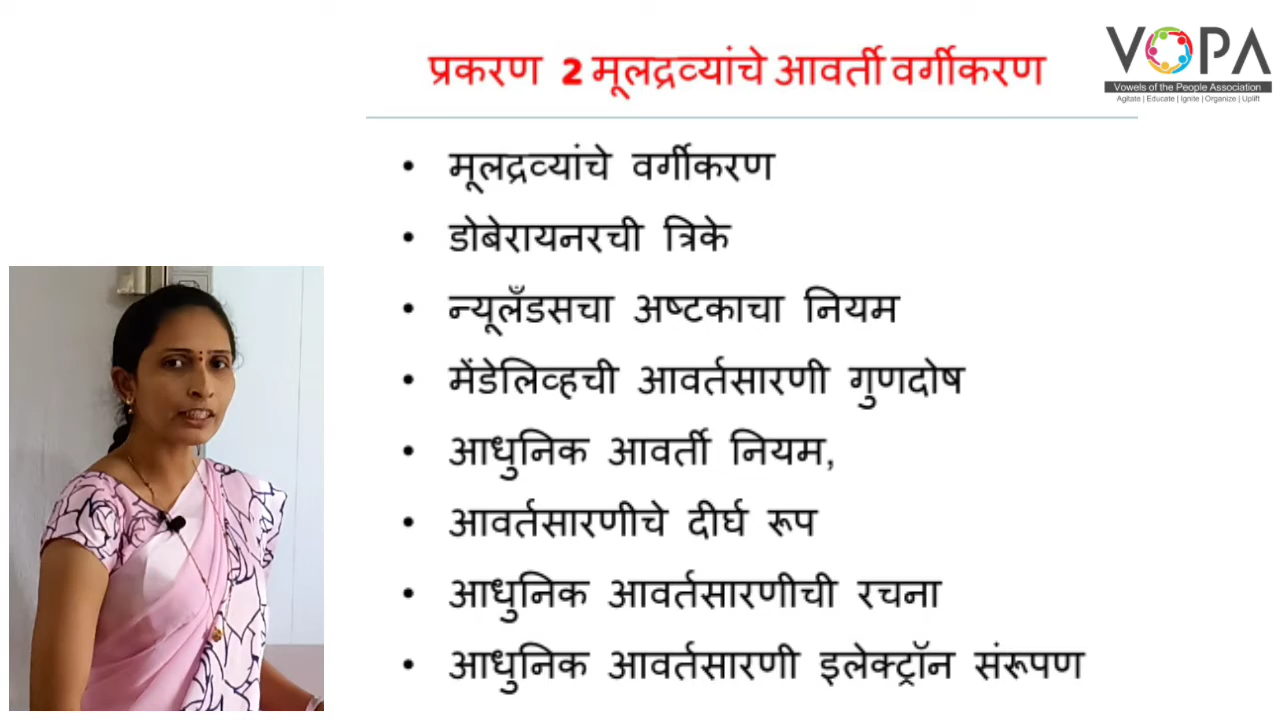 VOPA
Vowels of the People Association
Agitate | Educate | Ignite | Organize | Uplift
प्रकरण 2 मूलद्रव्यांचे आवर्ती वर्गीकरण
• मूलद्रव्यांचे वर्गीकरण
• डोबेरायनरची त्रिके
• न्यूलँडसचा अष्टकाचा नियम
• मेंडेलिव्हची आवर्तसारणी गुणदोष
• आधुनिक आवर्ती नियम,
• आवर्तसारणीचे दीर्घ रूप
• आधुनिक आवर्तसारणीची रचना
• आधुनिक आवर्तसारणी इलेक्ट्रॉन संरूपण